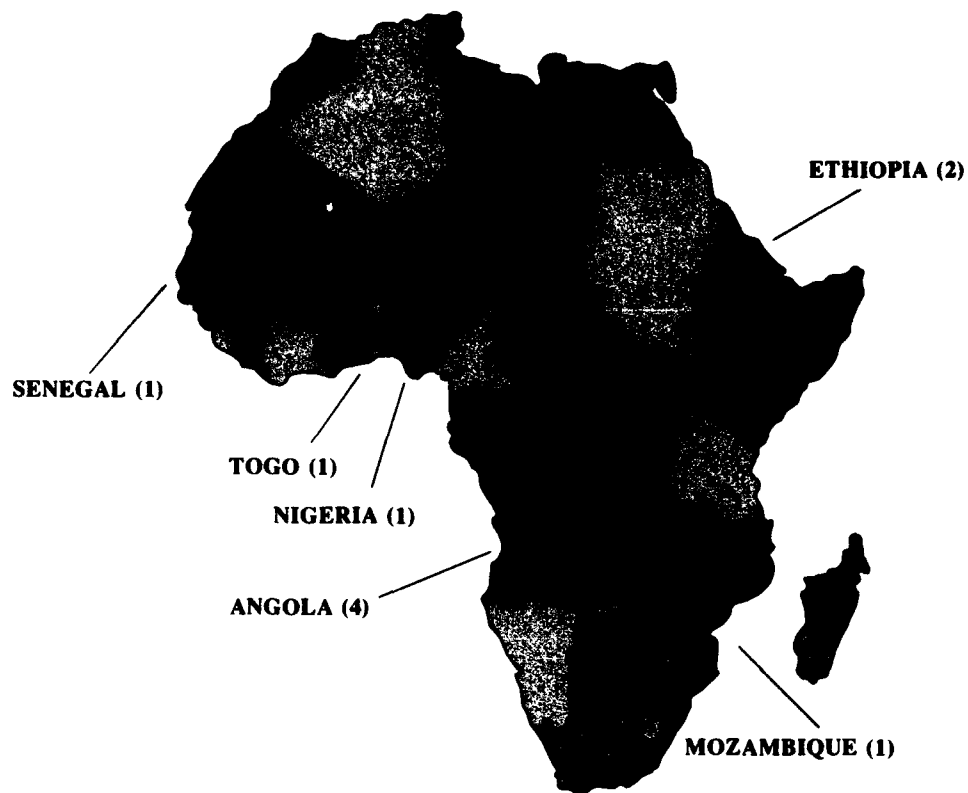 ETHIOPIA (2)
SENEGAL (1)
TOGO (1)
NIGERIA (1)
ANGOLA (4)
MOZAMBIQUE (1)